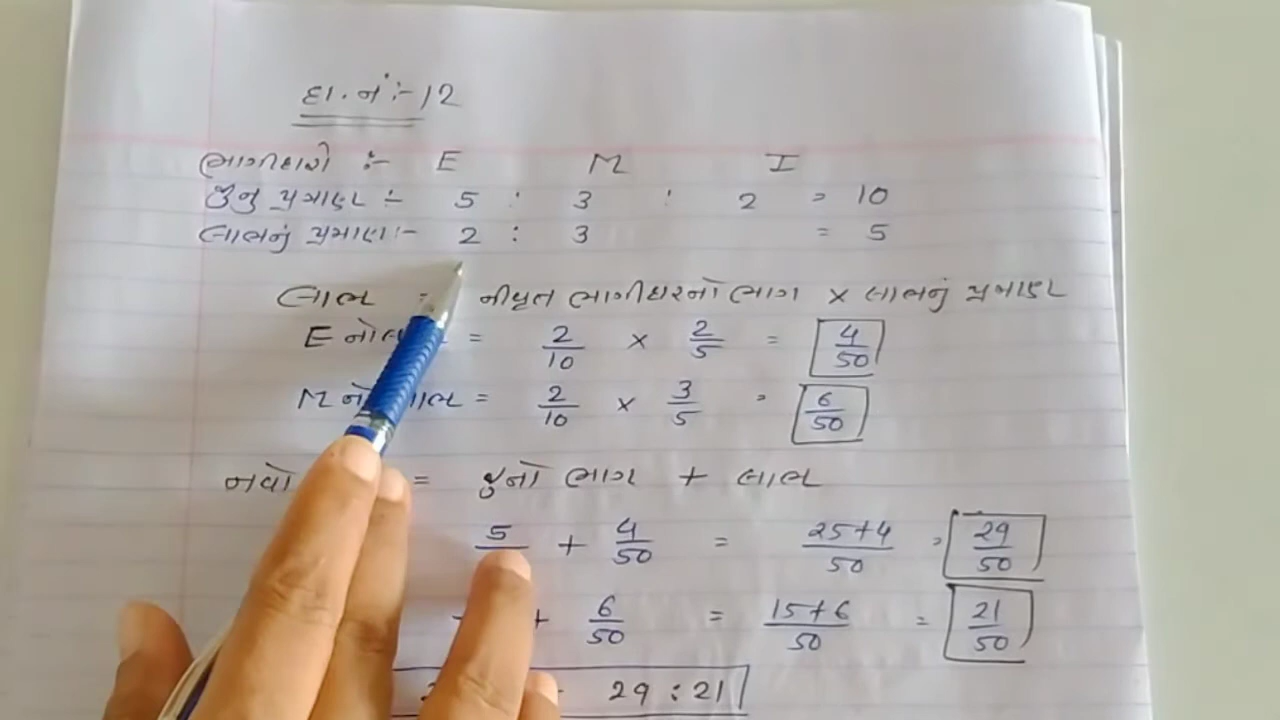 દા.નં:- 12
ભાગીદારો :- E M I
જુનુ પ્રમાણ :- 5 : 3 : 2 = 10
લાભનું પ્રમાણ :- 2 : 3 = 5
લાભ = નીવૃત ભાગીદારનો ભાગ × લાભનું પ્રમાણ
E નો = 2/10 × 2/5 = 4/50
M = 2/10 × 3/5 = 6/50
નવો = જુનો ભાગ + લાભ
5 + 4/50 = 25+4/50 = 29/50
+ 6/50 = 15+6/50 = 21/50
29 : 21